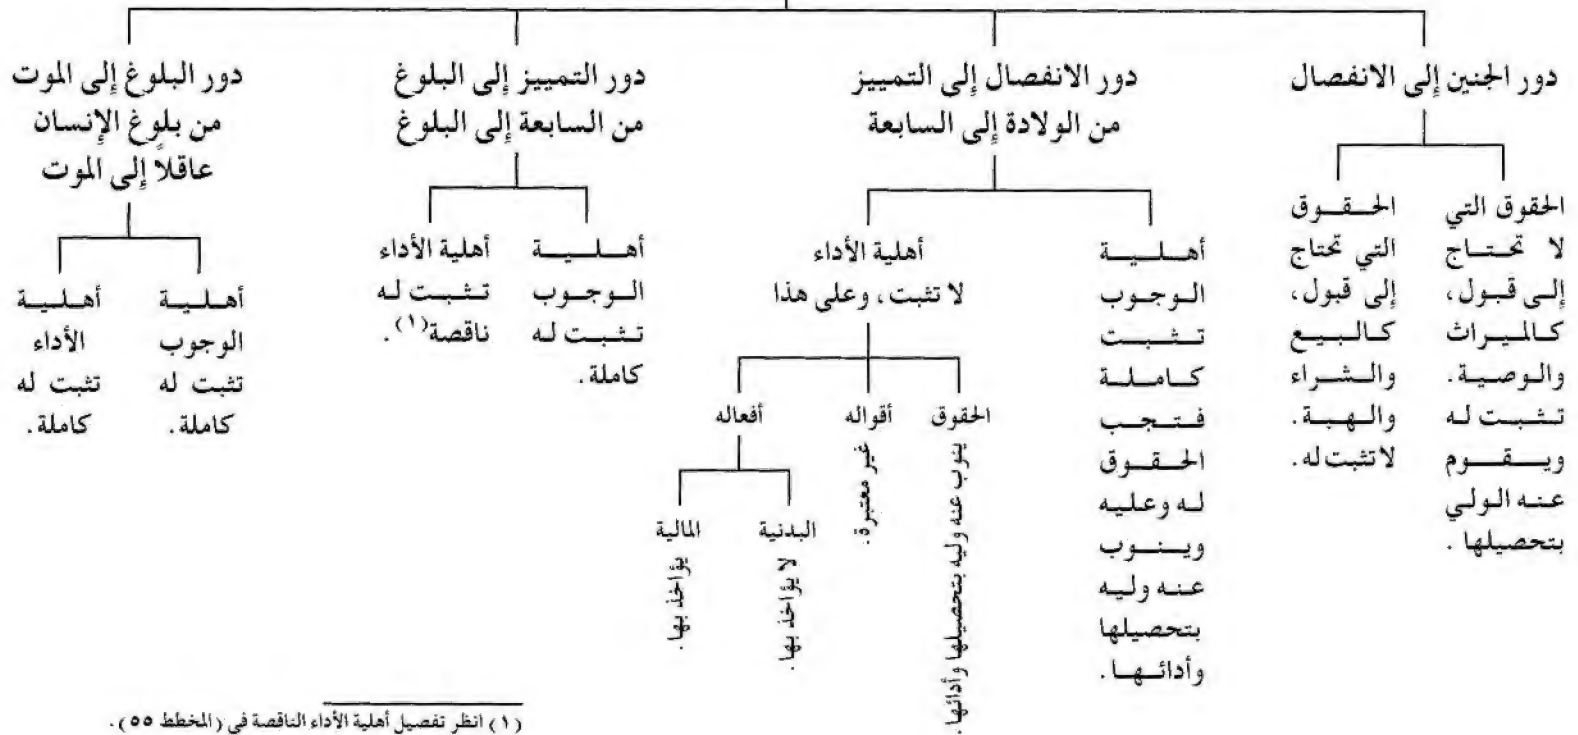 دور الجنين إلى الانفصال
الحقوق التي
لا تحتاج
إلى قبول،
كالميراث
والوصية.
تثبت له
ويقوم
عنه الولي
بتحصيلها.
الحقوق
التي تحتاج
إلى قبول،
كالبيع
والشراء
والهبة.
لا تثبت له.
دور الانفصال إلى التمييز
من الولادة إلى السابعة
أهلية
الوجوب
تثبت
كاملة
فتجب
الحقوق
له وعليه
وينوب
عنه وليه
بتحصيلها
وأدائها.
أهلية الأداء
لا تثبت، وعلى هذا
الحقوق
ينوب عنه وليه بتحصيلها وأدائها.
أقواله
غير معتبرة.
أفعاله
البدنية
لا يؤاخذ بها.
المالية
يؤاخذ بها.
دور التمييز إلى البلوغ
من السابعة إلى البلوغ
أهلية
الوجوب
تثبت له
كاملة.
أهلية الأداء
تثبت له
ناقصة(١).
دور البلوغ إلى الموت
من بلوغ الإنسان
عاقلاً إلى الموت
أهلية
الوجوب
تثبت له
كاملة.
أهلية
الأداء
تثبت له
كاملة.
(١) انظر تفصيل أهلية الأداء الناقصة في (المخطط ٥٥).